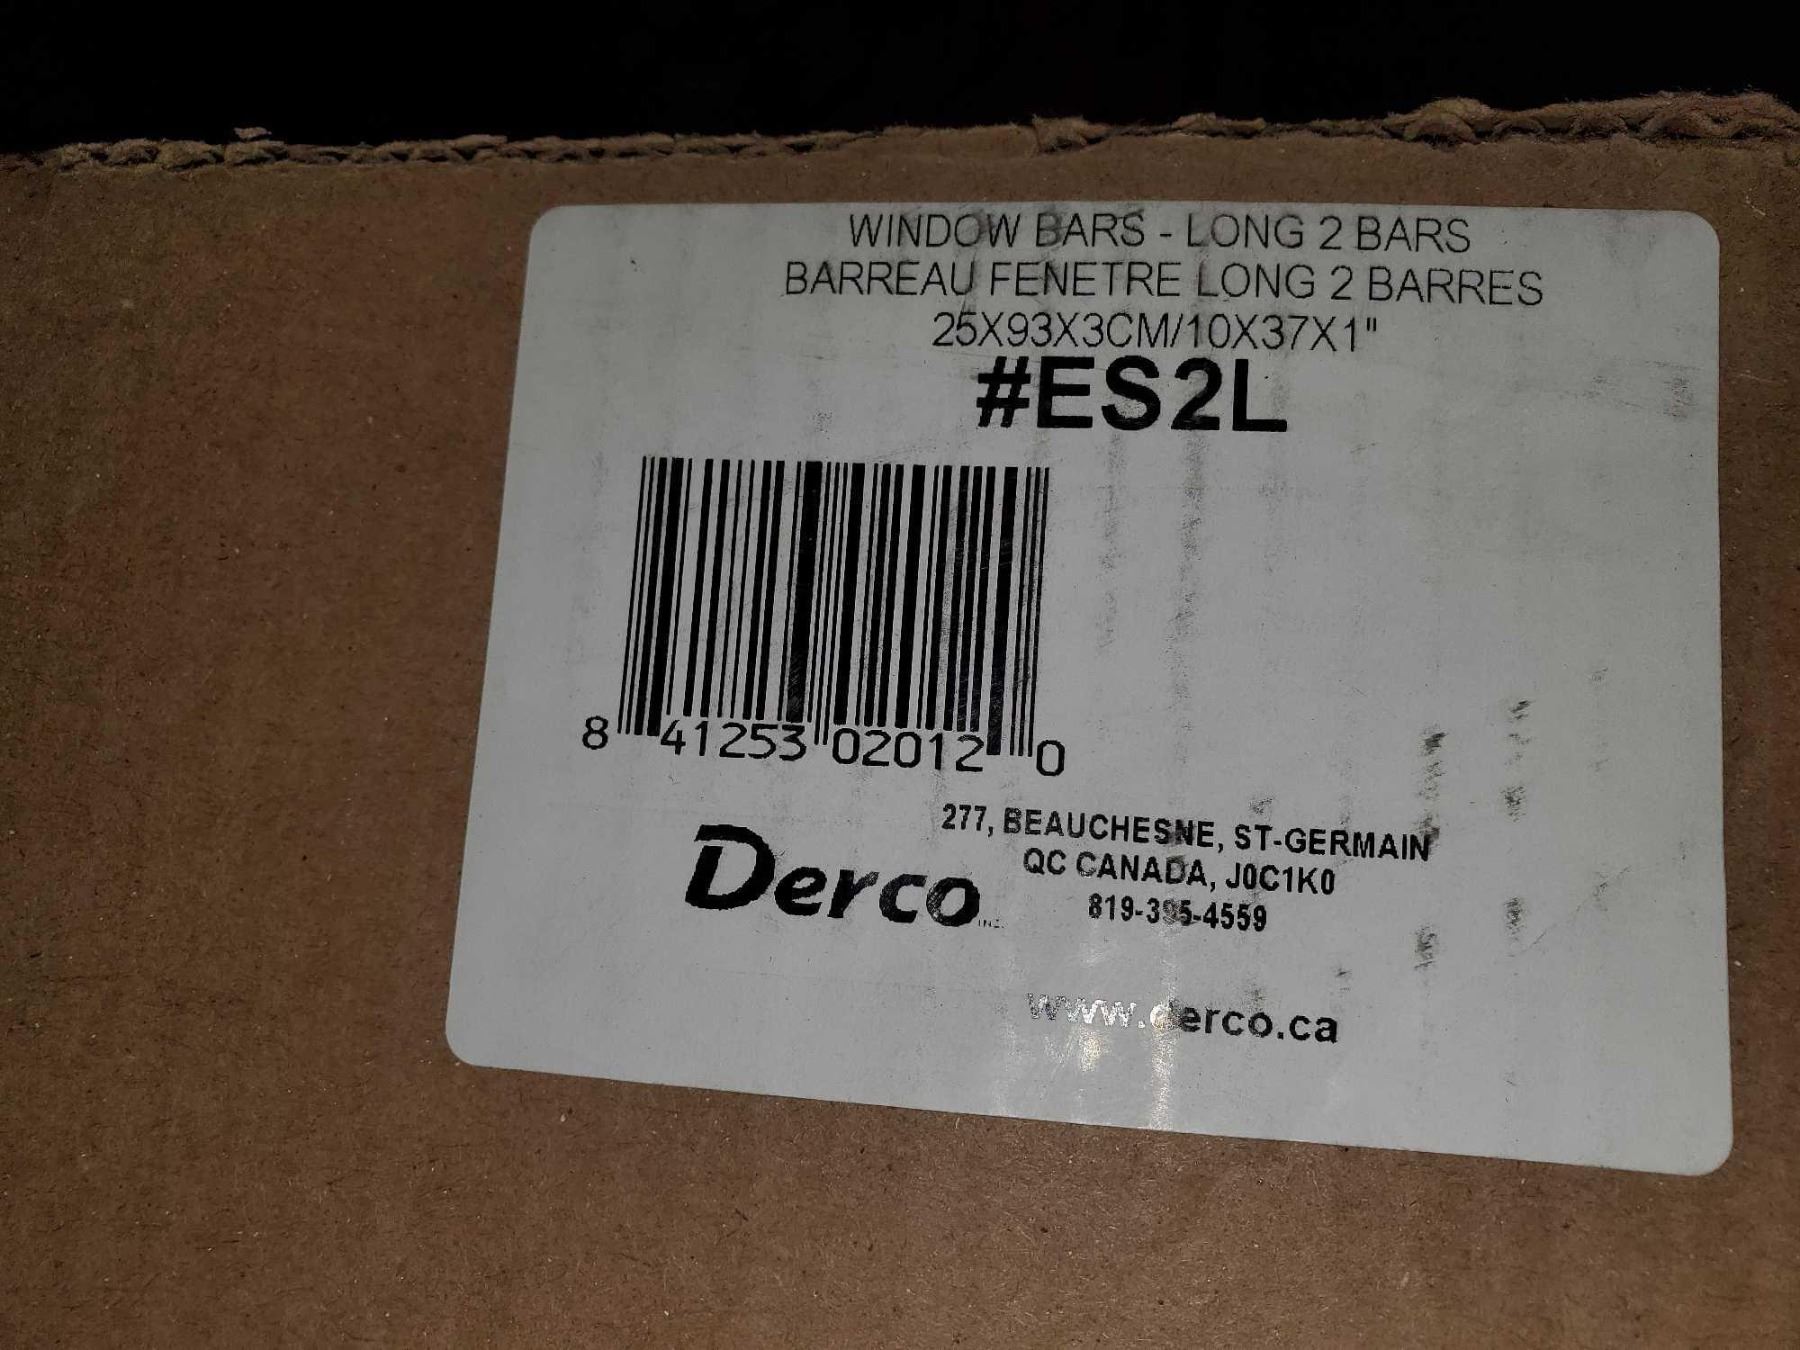 WINDOW BARS - LONG 2 BARS
BARREAU FENETRE LONG 2 BARRES
25X93X3CM/10X37X1"
#ES2L
8 41253 02012 0
277, BEAUCHESNE, ST-GERMAIN
QC CANADA, J0C1K0
819-395-4559
Derco INC.
www.derco.ca